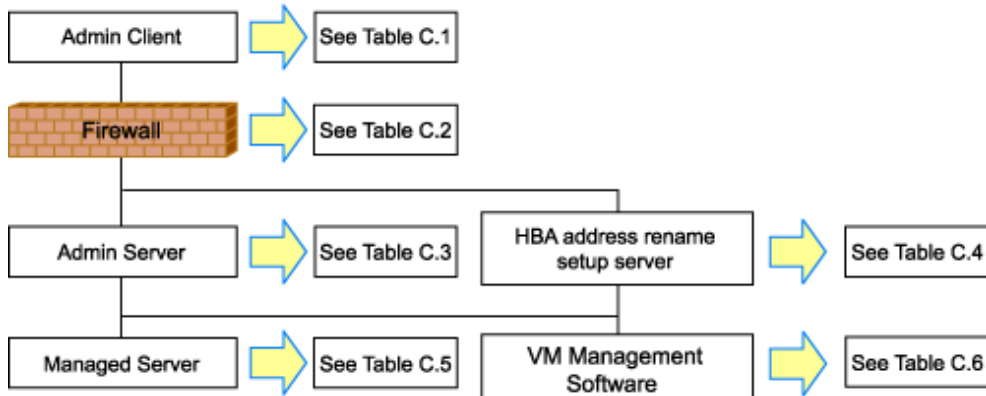 Admin Client
See Table C.1
Firewall
See Table C.2
Admin Server
See Table C.3
HBA address rename
setup server
See Table C.4
Managed Server
See Table C.5
VM Management
Software
See Table C.6